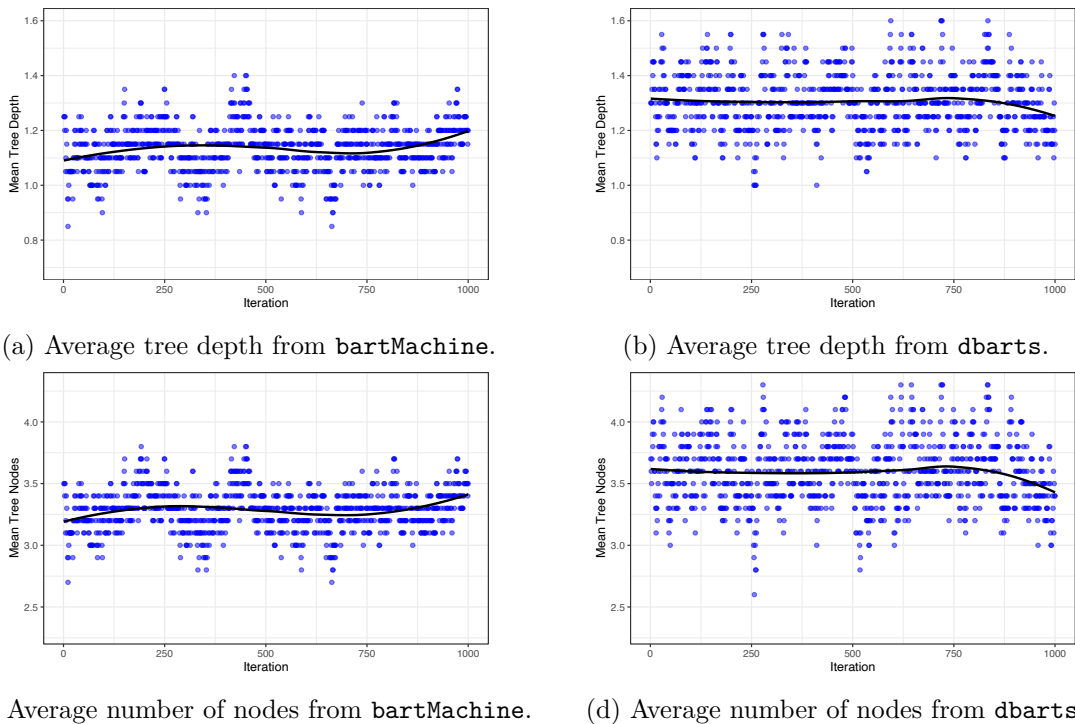 1.6
1.4
1.2
1.0
0.8
Mean Tree Depth
0 250 500 750 1000
Iteration
1.6
1.4
1.2
1.0
0.8
Mean Tree Depth
0 250 500 750 1000
Iteration
(a) Average tree depth from bartMachine.
(b) Average tree depth from dbarts.
4.0
3.5
3.0
2.5
Mean Tree Nodes
0 250 500 750 1000
Iteration
4.0
3.5
3.0
2.5
Mean Tree Nodes
0 250 500 750 1000
Iteration
Average number of nodes from bartMachine.
(d) Average number of nodes from dbarts